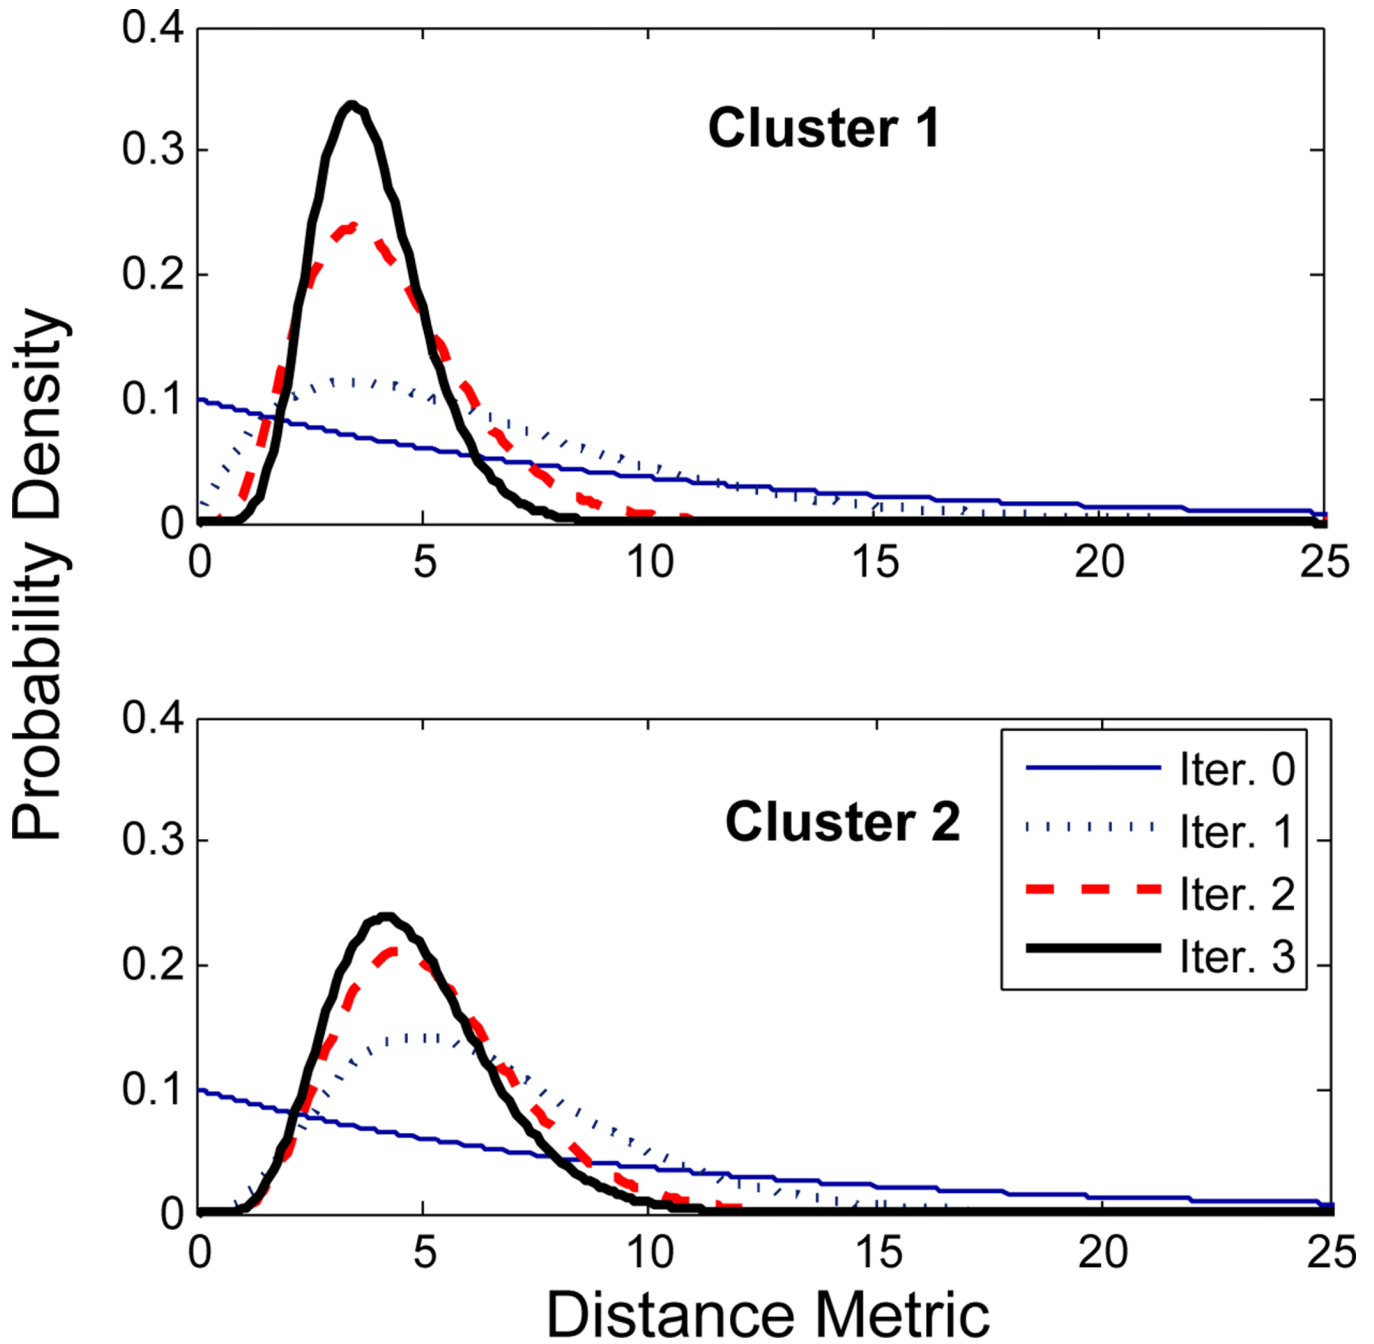 Probability Density
0.4
0.3
0.2
0.1
0
Cluster 1
0 5 10 15 20 25
0.4
0.3
0.2
0.1
0
Cluster 2
Iter. 0
Iter. 1
Iter. 2
Iter. 3
0 5 10 15 20 25
Distance Metric